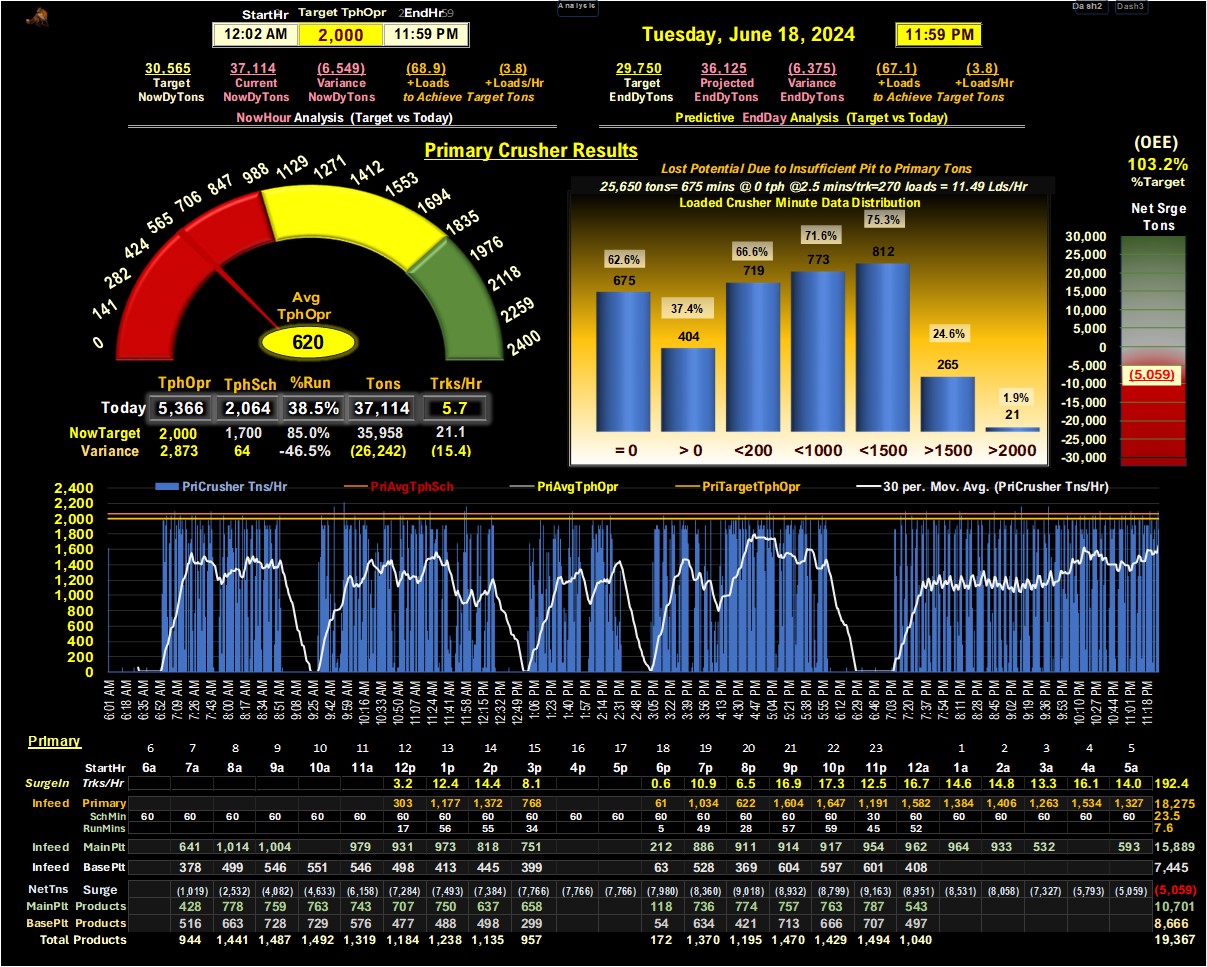 StartHr Target TphOpr EndHr
12:02 AM 2,000 11:59 PM
Analysis
Dash2 Dash3
Tuesday, June 18, 2024 11:59 PM
30,565 37,114 (6,549) (68.9) (3.8)
Target Current Variance +Loads +Loads/Hr
NowDyTons NowDyTons NowDyTons to Achieve Target Tons
NowHour Analysis (Target vs Today)
29,750 36,125 (6,375) (67.1) (3.8)
Target Projected Variance +Loads +Loads/Hr
EndDyTons EndDyTons EndDyTons to Achieve Target Tons
Predictive EndDay Analysis (Target vs Today)
Primary Crusher Results
0 141 282 424 565 706 847 988 1129 1271 1412 1553 1694 1835 1976 2118 2259 2400
Avg
TphOpr
620
TphOpr TphSch %Run Tons Trks/Hr
Today 5,366 2,064 38.5% 37,114 5.7
NowTarget 2,000 1,700 85.0% 35,958 21.1
Variance 2,873 64 -46.5% (26,242) (15.4)
Lost Potential Due to Insufficient Pit to Primary Tons
25,650 tons= 675 mins @ 0 tph @2.5 mins/trk=270 loads = 11.49 Lds/Hr
Loaded Crusher Minute Data Distribution
62.6% 37.4% 66.6% 71.6% 75.3% 24.6% 1.9%
675 404 719 773 812 265 21
= 0 > 0 <200 <1000 <1500 >1500 >2000
(OEE)
103.2%
%Target
Net Srge
Tons
30,000
25,000
20,000
15,000
10,000
5,000
0
-5,000
(5,059)
-10,000
-15,000
-20,000
-25,000
-30,000
PriCrusher Tns/Hr PriAvgTphSch PriAvgTphOpr PriTargetTphOpr 30 per. Mov. Avg. (PriCrusher Tns/Hr)
2,400
2,200
2,000
1,800
1,600
1,400
1,200
1,000
800
600
400
200
0
6:01 AM 6:18 AM 6:35 AM 6:52 AM 7:09 AM 7:26 AM 7:43 AM 8:00 AM 8:17 AM 8:34 AM 8:51 AM 9:08 AM 9:25 AM 9:42 AM 9:59 AM 10:16 AM 10:33 AM 10:50 AM 11:07 AM 11:24 AM 11:41 AM 11:58 AM 12:15 PM 12:32 PM 12:49 PM 1:06 PM 1:23 PM 1:40 PM 1:57 PM 2:14 PM 2:31 PM 2:48 PM 3:05 PM 3:22 PM 3:39 PM 3:56 PM 4:13 PM 4:30 PM 4:47 PM 5:04 PM 5:21 PM 5:38 PM 5:55 PM 6:12 PM 6:29 PM 6:46 PM 7:03 PM 7:20 PM 7:37 PM 7:54 PM 8:11 PM 8:28 PM 8:45 PM 9:02 PM 9:19 PM 9:36 PM 9:53 PM 10:10 PM 10:27 PM 10:44 PM 11:01 PM 11:18 PM
Primary
6 7 8 9 10 11 12 13 14 15 16 17 18 19 20 21 22 23 1 2 3 4 5
StartHr 6a 7a 8a 9a 10a 11a 12p 1p 2p 3p 4p 5p 6p 7p 8p 9p 10p 11p 12a 1a 2a 3a 4a 5a
SurgeIn Trks/Hr 3.2 12.4 14.4 8.1 0.6 10.9 6.5 16.9 17.3 12.5 16.7 14.6 14.8 13.3 16.1 14.0 192.4
Infeed Primary 303 1,177 1,372 768 61 1,034 622 1,604 1,647 1,191 1,582 1,384 1,406 1,263 1,534 1,327 18,275
SchMin 60 60 60 60 60 60 60 60 60 60 60 60 60 60 60 60 60 30 60 60 60 60 60 60 23.5
RunMins 17 56 55 34 5 49 28 57 59 45 52 7.6
Infeed MainPlt 641 1,014 1,004 979 931 973 818 751 212 886 911 914 917 954 962 964 933 532 593 15,889
Infeed BasePlt 378 499 546 551 546 498 413 445 399 63 528 369 604 597 601 408 7,445
NetTns Surge (1,019) (2,532) (4,082) (4,633) (6,158) (7,284) (7,493) (7,384) (7,766) (7,766) (7,766) (7,980) (8,360) (9,018) (8,932) (8,799) (9,163) (8,951) (8,531) (8,058) (7,327) (5,793) (5,059) (5,059)
MainPlt Products 428 778 759 763 743 707 750 637 658 118 736 774 757 763 787 543 10,701
BasePlt Products 516 663 728 729 576 477 488 498 299 54 634 421 713 666 707 497 8,666
Total Products 944 1,441 1,487 1,492 1,319 1,184 1,238 1,135 957 172 1,370 1,195 1,470 1,429 1,494 1,040 19,367